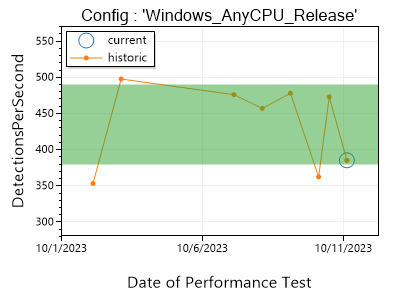 Config : 'Windows_AnyCPU_Release'
current
historic
DetectionsPerSecond
550
500
450
400
350
300
10/1/2023
10/6/2023
10/11/2023
Date of Performance Test